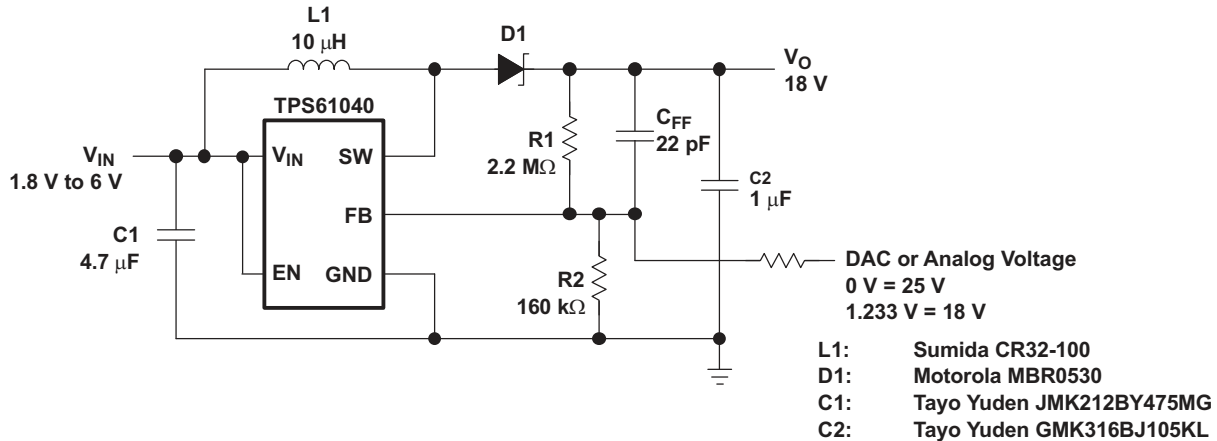 L1
10 μH
D1
VO
18 V
TPS61040
VIN
SW
FB
EN
GND
VIN
1.8 V to 6 V
C1
4.7 μF
R1
2.2 MΩ
CFF
22 pF
C2
1 μF
R2
160 kΩ
DAC or Analog Voltage
0 V = 25 V
1.233 V = 18 V
L1: Sumida CR32-100
D1: Motorola MBR0530
C1: Tayo Yuden JMK212BY475MG
C2: Tayo Yuden GMK316BJ105KL